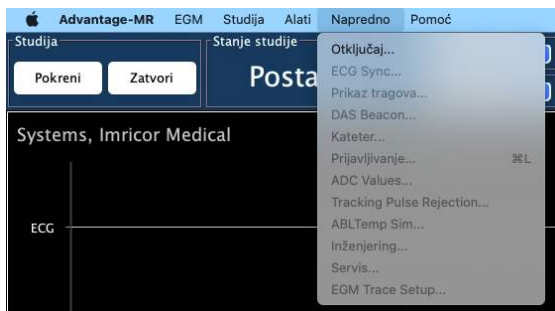 Advantage-MR EGM Studija Alati Napredno Pomoć
Studija
Stanje studije
Pokreni Zatvori
Posta
Systems, Imricor Medical
ECG
Otključaj...
ECG Sync...
Prikaz tragova...
DAS Beacon...
Kateter...
Prijavljivanje... ⌘L
ADC Values...
Tracking Pulse Rejection...
ABLTemp Sim...
Inženjering...
Servis...
EGM Trace Setup...